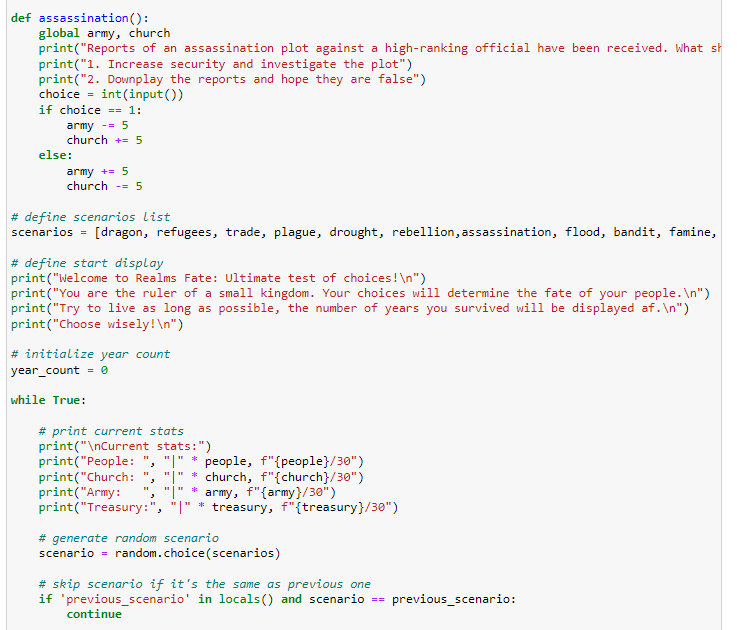 def assassination():
    global army, church
    print("Reports of an assassination plot against a high-ranking official have been received. What
    print("1. Increase security and investigate the plot")
    print("2. Downplay the reports and hope they are false")
    choice = int(input())
    if choice == 1:
        army -= 5
        church += 5
    else:
        army += 5
        church -= 5
# define scenarios list
scenarios = [dragon, refugees, trade, plague, drought, rebellion,assassination, flood, bandit, famine,
# define start display
print("Welcome to Realms Fate: Ultimate test of choices!\n")
print("You are the ruler of a small kingdom. Your choices will determine the fate of your people.\n")
print("Try to live as long as possible, the number of years you survived will be displayed af.\n")
print("Choose wisely!\n")
# initialize year count
year_count = 0
while True:
    # print current stats
    print("\nCurrent stats:")
    print("People: ", "|" * people, f"{people}/30")
    print("Church: ", "|" * church, f"{church}/30")
    print("Army:   ", "|" * army, f"{army}/30")
    print("Treasury:", "|" * treasury, f"{treasury}/30")
    # generate random scenario
    scenario = random.choice(scenarios)
    # skip scenario if it's the same as previous one
    if 'previous_scenario' in locals() and scenario == previous_scenario:
        continue